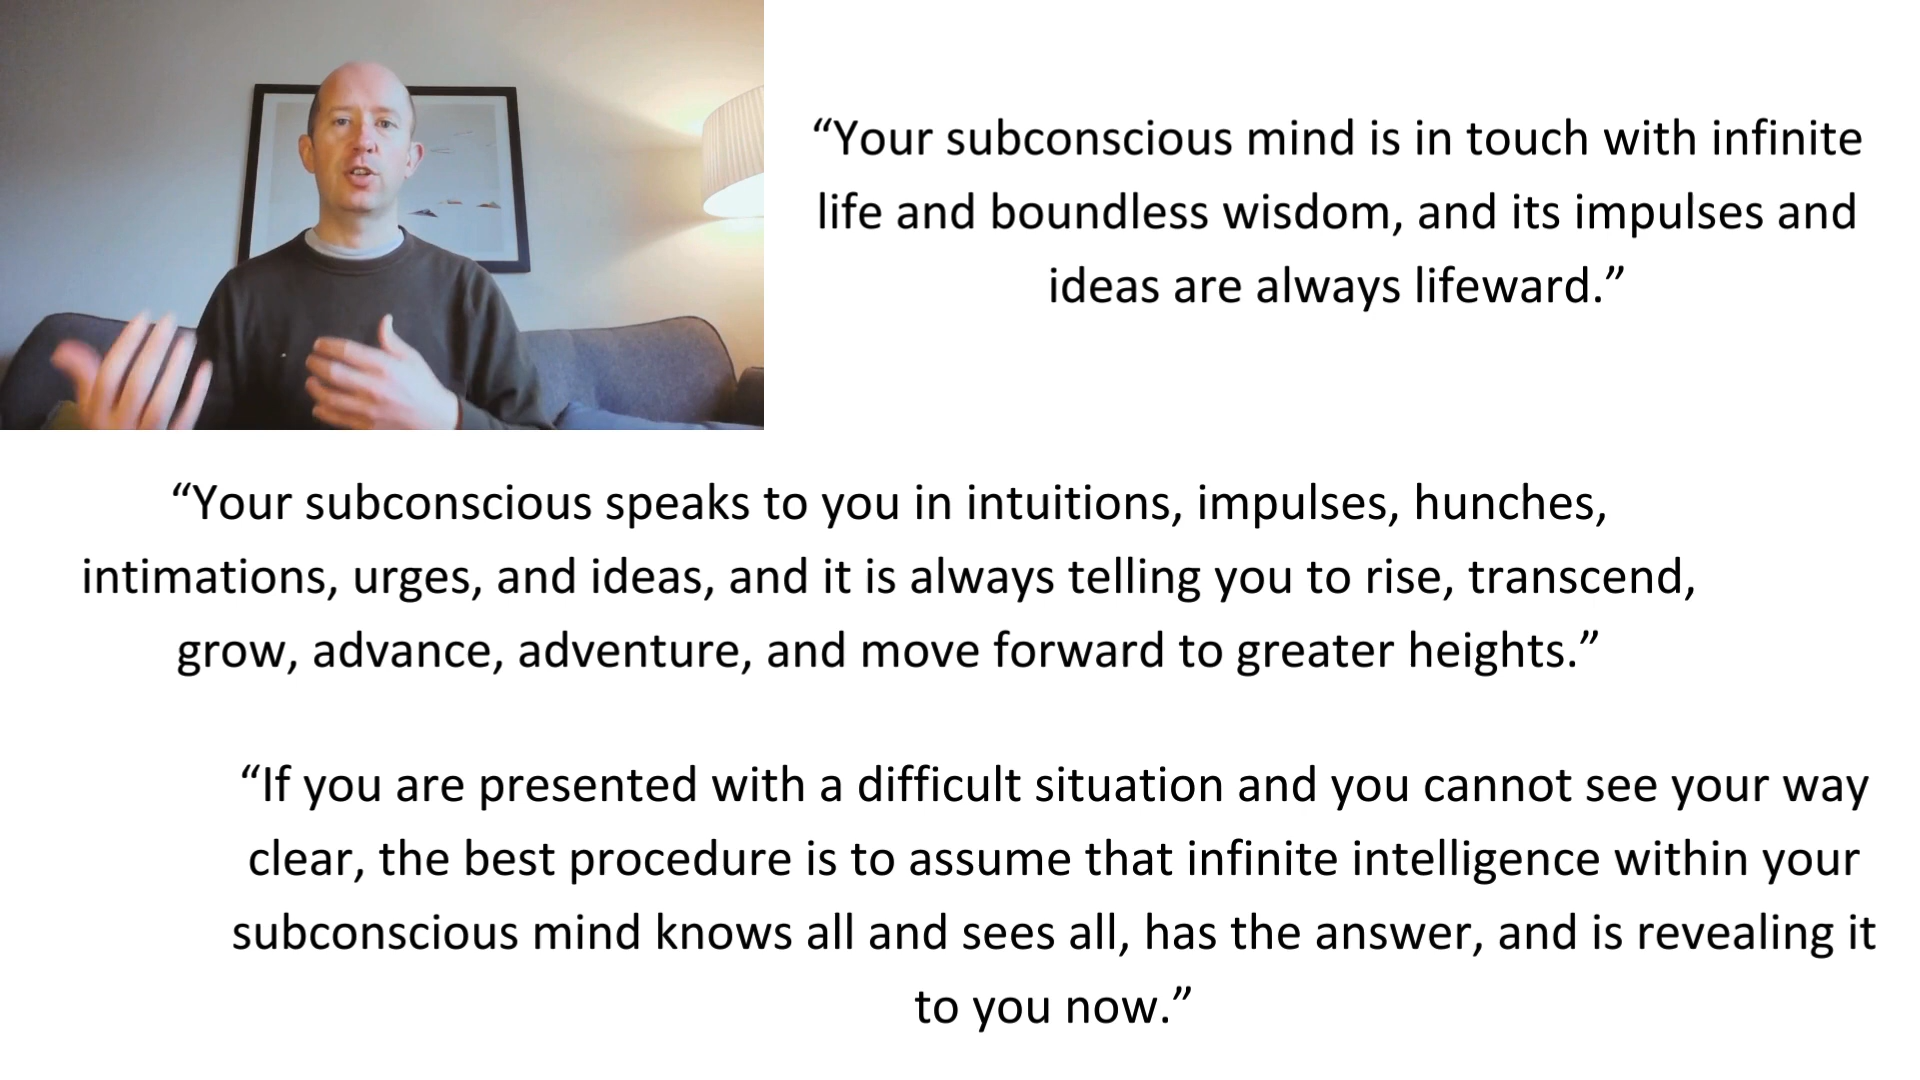 “Your subconscious mind is in touch with infinite
life and boundless wisdom, and its impulses and
ideas are always lifeward.”
“Your subconscious speaks to you in intuitions, impulses, hunches,
intimations, urges, and ideas, and it is always telling you to rise, transcend,
grow, advance, adventure, and move forward to greater heights.”
“If you are presented with a difficult situation and you cannot see your way
clear, the best procedure is to assume that infinite intelligence within your
subconscious mind knows all and sees all, has the answer, and is revealing it
to you now.”